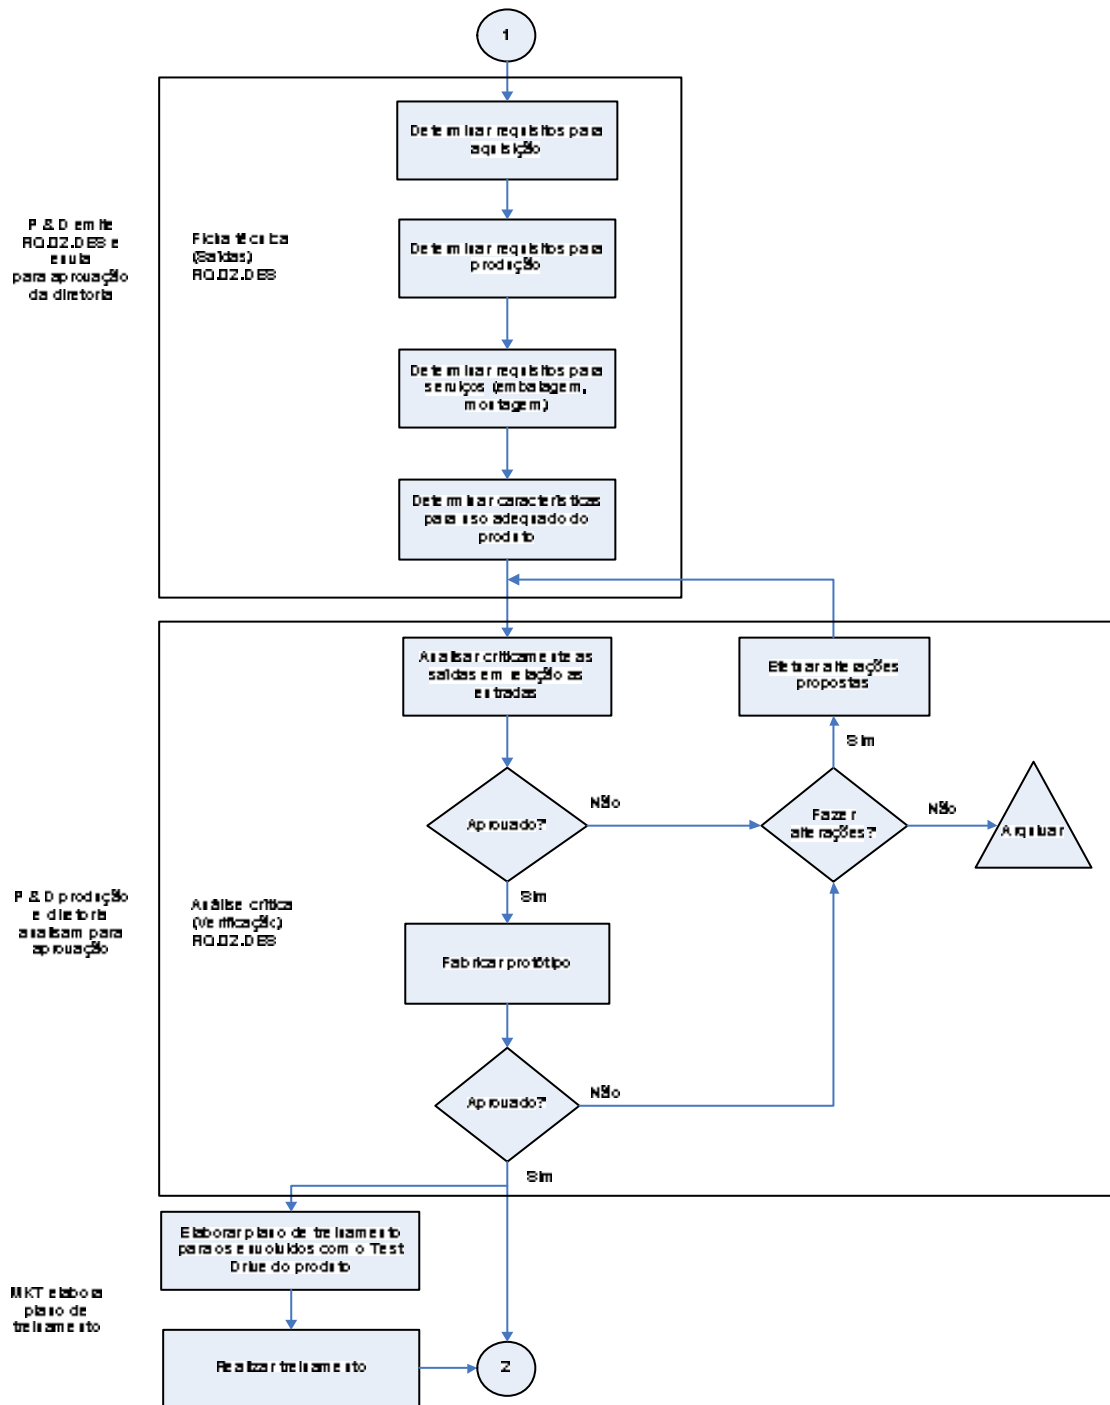 1
Determinar requisitos para
aquisição
P & D emite
RQ.02.DES e
envia
para aprovação
da diretoria
Ficha técnica
(Saídas)
RQ.02.DES
Determinar requisitos para
produção
Determinar requisitos para
serviços (embalagem,
montagem)
Determinar características
para uso adequado do
produto
Analisar criticamente as
saídas em relação as
entradas
Efetuar alterações
propostas
Sim
Aprovado?
Não
Fazer
alterações?
Não
Arquivar
Sim
P & D produção
e diretoria
analisam para
aprovação
Análise crítica
(Verificação)
RQ.02.DES
Fabricar protótipo
Aprovado?
Não
Sim
Elaborar plano de treinamento
para os envolvidos com o Test
Drive do produto
MKT elabora
plano de
treinamento
Realizar treinamento
2